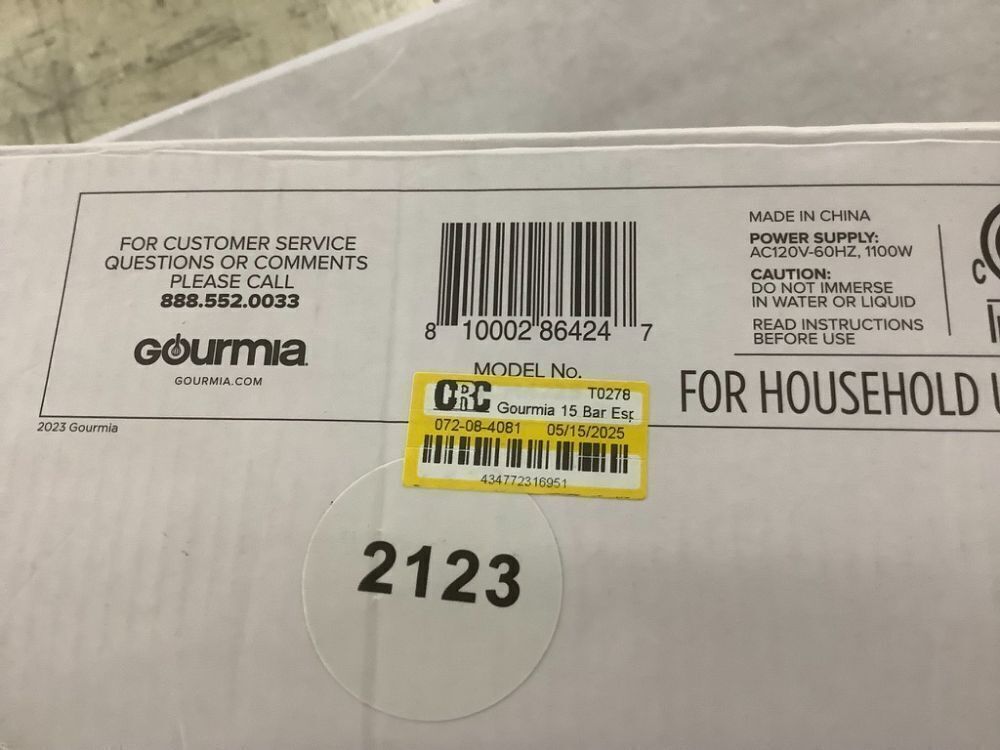 FOR CUSTOMER SERVICE
QUESTIONS OR COMMENTS
PLEASE CALL
888.552.0033
Gourmia
GOURMIA.COM
2023 Gourmia
8 10002 86424 7
MODEL No.
MADE IN CHINA
POWER SUPPLY:
AC120V-60HZ, 1100W
CAUTION:
DO NOT IMMERSE
IN WATER OR LIQUID
READ INSTRUCTIONS
BEFORE USE
C
FOR HOUSEHOLD
CRC T0278
Gourmia 15 Bar Esp
072-08-4081 05/15/2025
434772316951
2123